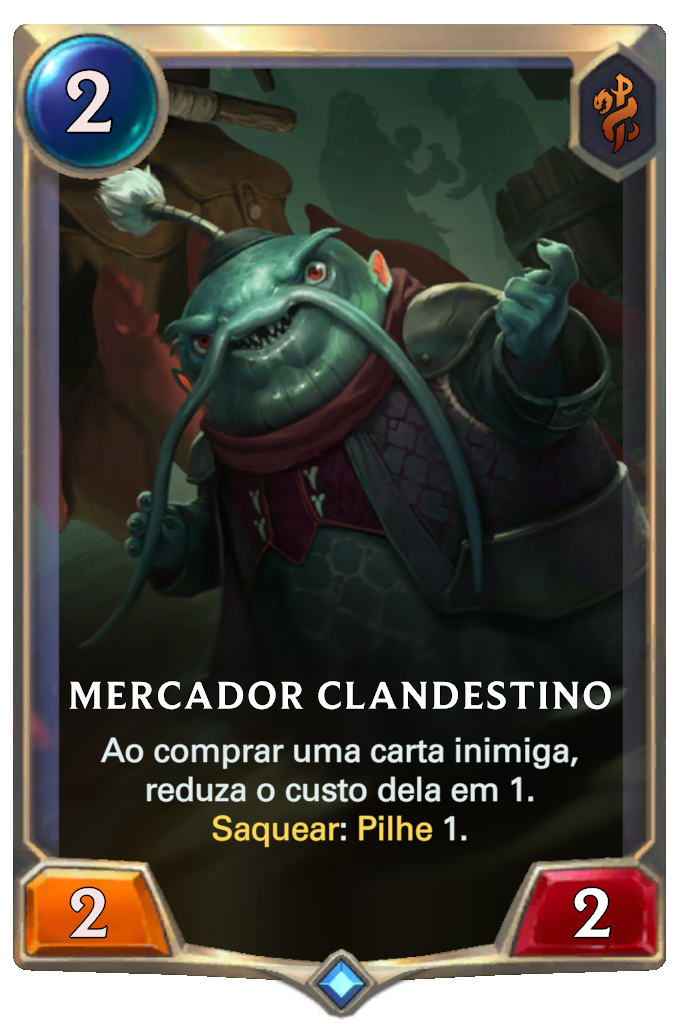 2
MERCADOR CLANDESTINO
Ao comprar uma carta inimiga,
reduza o custo dela em 1.
Saquear: Pilhe 1.
2
2